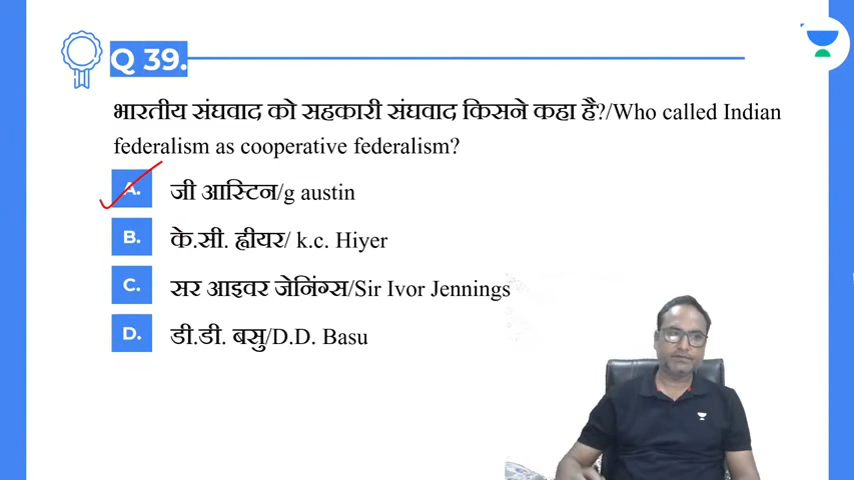 Q 39.
भारतीय संघवाद को सहकारी संघवाद किसने कहा है?/Who called Indian
federalism as cooperative federalism?
A. जी आस्टिन/g austin
B. के.सी. ह्वीयर/ k.c. Hiyer
C. सर आइवर जेनिंग्स/Sir Ivor Jennings
D. डी.डी. बसु/D.D. Basu